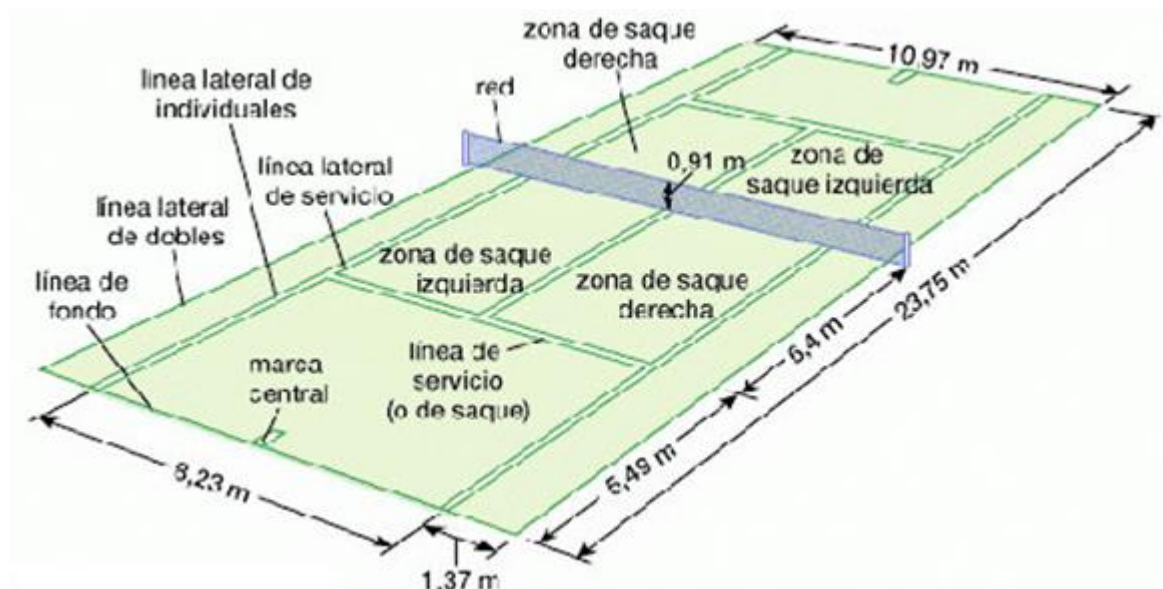 zona de saque
derecha
10,97 m
línea lateral de
individuales
red
línea lateral
de servicio
0,91 m
zona de
saque izquierda
línea lateral
de dobles
zona de saque
izquierda
zona de saque
derecha
línea de
fondo
23,75 m
6,4 m
marca
central
línea de
servicio
(o de saque)
5,49 m
8,23 m
1,37 m